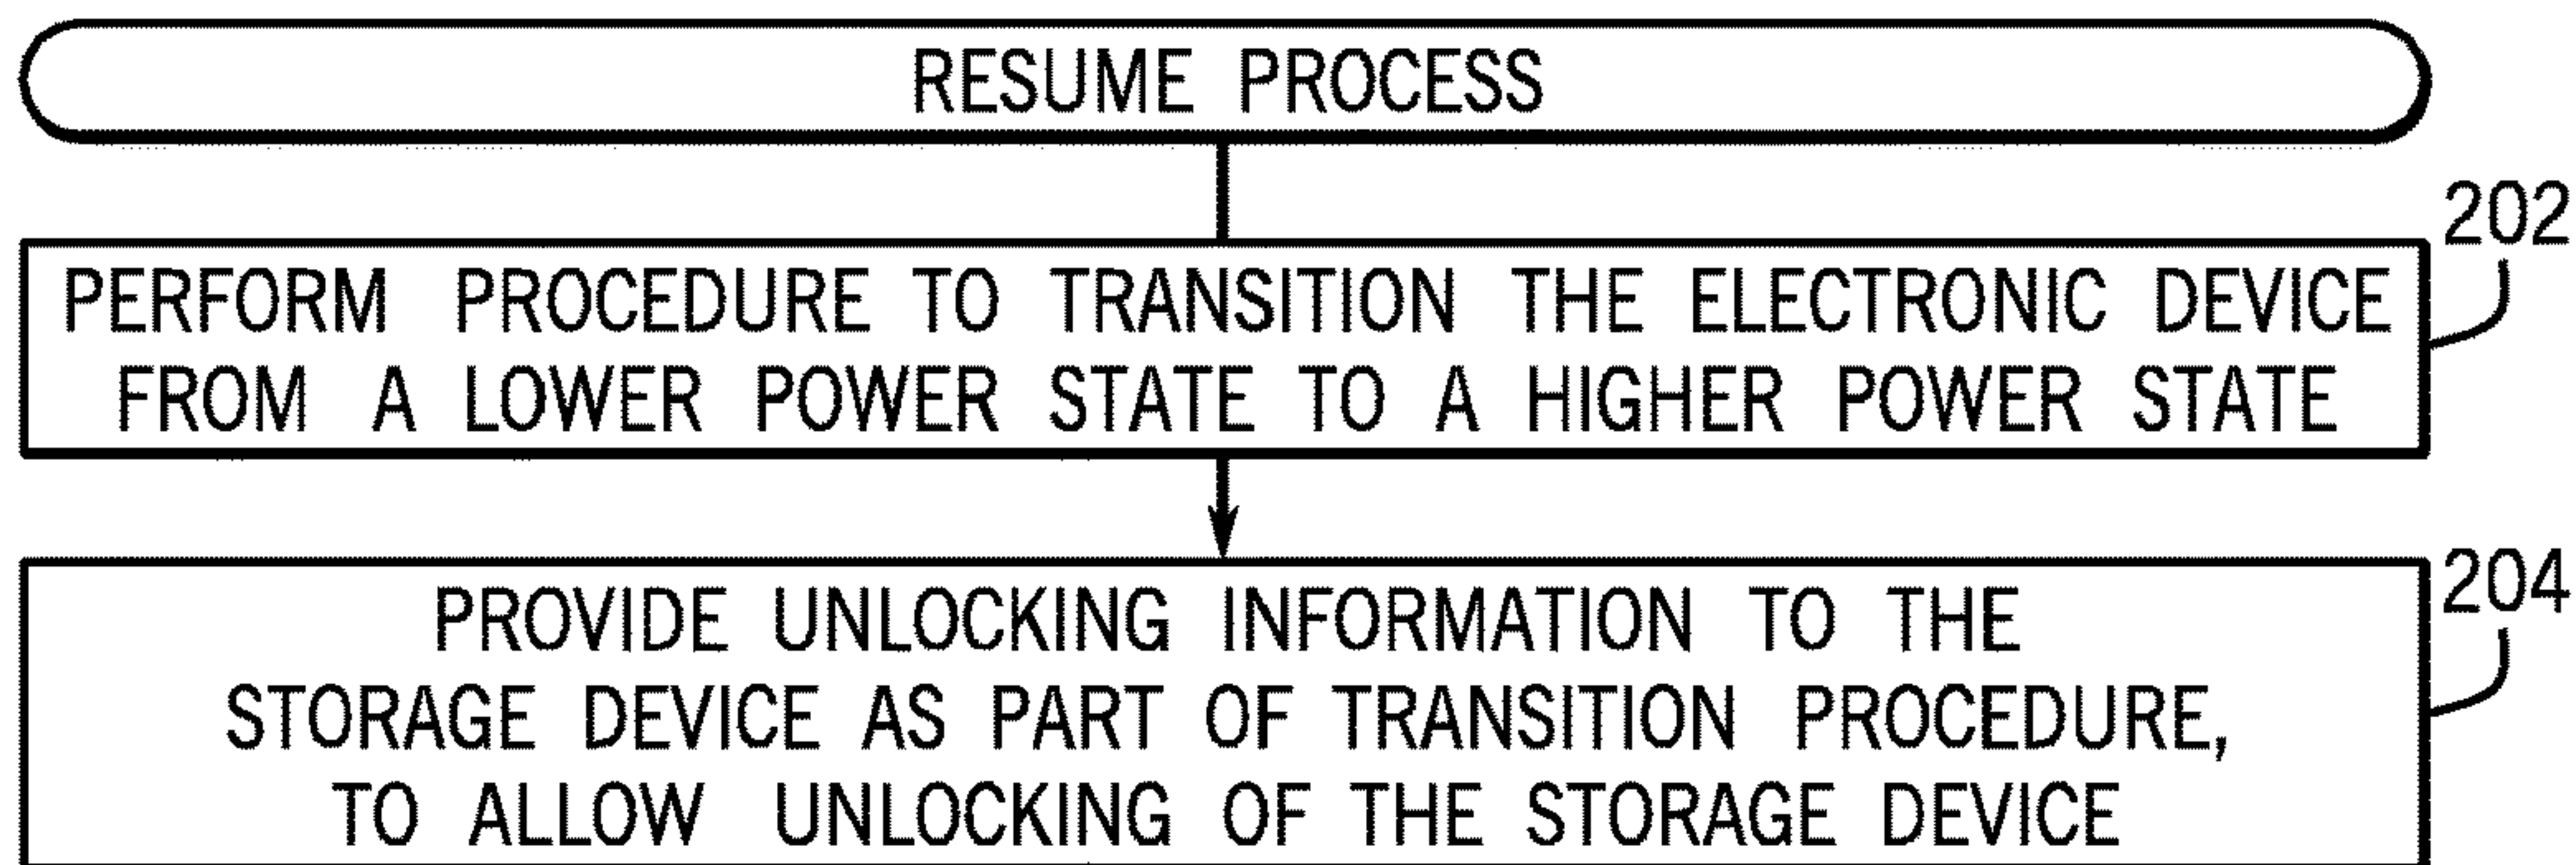 RESUME PROCESS
202
PERFORM PROCEDURE TO TRANSITION THE ELECTRONIC DEVICE
FROM A LOWER POWER STATE TO A HIGHER POWER STATE
204
PROVIDE UNLOCKING INFORMATION TO THE
STORAGE DEVICE AS PART OF TRANSITION PROCEDURE,
TO ALLOW UNLOCKING OF THE STORAGE DEVICE